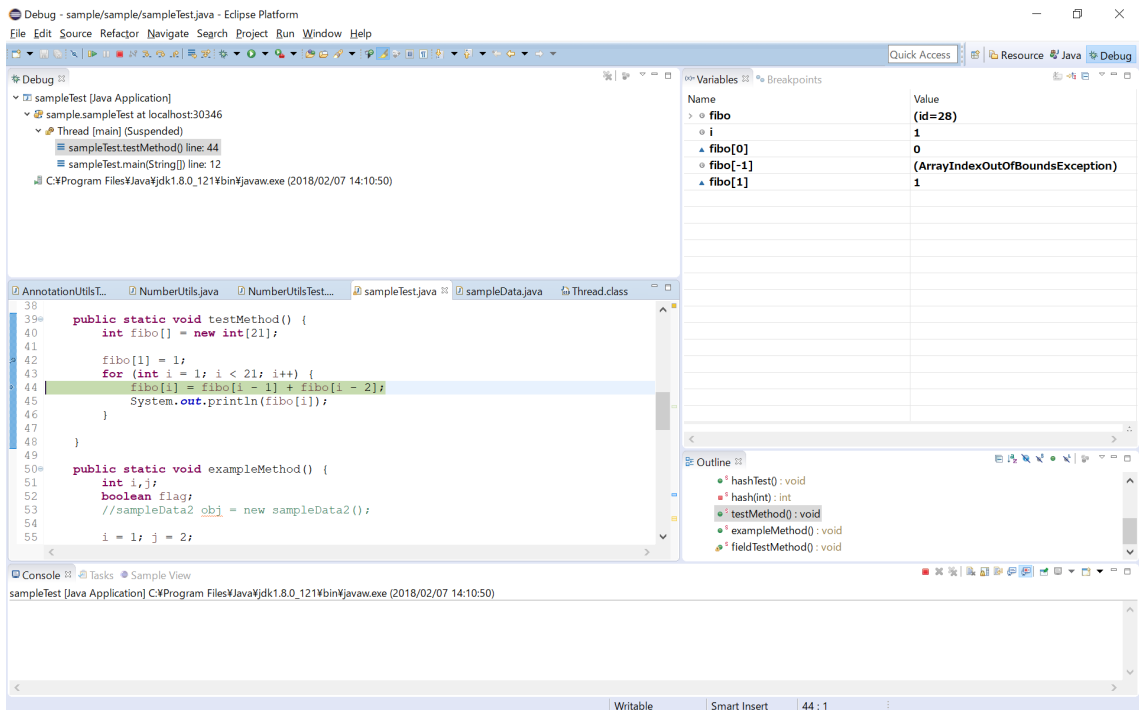 Debug - sample/sample/sampleTest.java - Eclipse Platform
File Edit Source Refactor Navigate Search Project Run Window Help
Quick Access Resource Java Debug
Debug
sampleTest [Java Application]
sample.sampleTest at localhost:30346
Thread [main] (Suspended)
sampleTest.testMethod() line: 44
sampleTest.main(String[]) line: 12
C:¥Program Files¥Java¥jdk1.8.0_121¥bin¥javaw.exe (2018/02/07 14:10:50)
Variables Breakpoints
Name Value
fibo (id=28)
i 1
fibo[0] 0
fibo[-1] (ArrayIndexOutOfBoundsException)
fibo[1] 1
AnnotationUtilsT... NumberUtils.java NumberUtilsTest.... sampleTest.java sampleData.java Thread.class
38
39 public static void testMethod() {
40 int fibo[] = new int[21];
41
42 fibo[1] = 1;
43 for (int i = 1; i < 21; i++) {
44 fibo[i] = fibo[i - 1] + fibo[i - 2];
45 System.out.println(fibo[i]);
46 }
47
48 }
49
50 public static void exampleMethod() {
51 int i,j;
52 boolean flag;
53 //sampleData2 obj = new sampleData2();
54
55 i = 1; j = 2;
Outline
hashTest() : void
hash(int) : int
testMethod() : void
exampleMethod() : void
fieldTestMethod() : void
Console Tasks Sample View
sampleTest [Java Application] C:¥Program Files¥Java¥jdk1.8.0_121¥bin¥javaw.exe (2018/02/07 14:10:50)
Writable Smart Insert 44 : 1